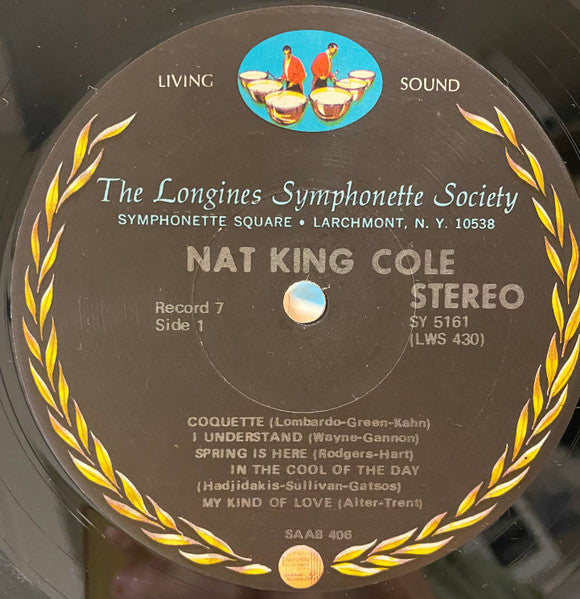 LIVING SOUND
The Longines Symphonette Society
SYMPHONETTE SQUARE • LARCHMONT, N. Y. 10538
NAT KING COLE
STEREO
Record 7
Side 1
SY 5161
(LWS 430)
COQUETTE (Lombardo-Green-Kahn)
I UNDERSTAND (Wayne-Gannon)
SPRING IS HERE (Rodgers-Hart)
IN THE COOL OF THE DAY
(Hadjidakis-Sullivan-Gatsos)
MY KIND OF LOVE (Alter-Trent)
SAAB 406